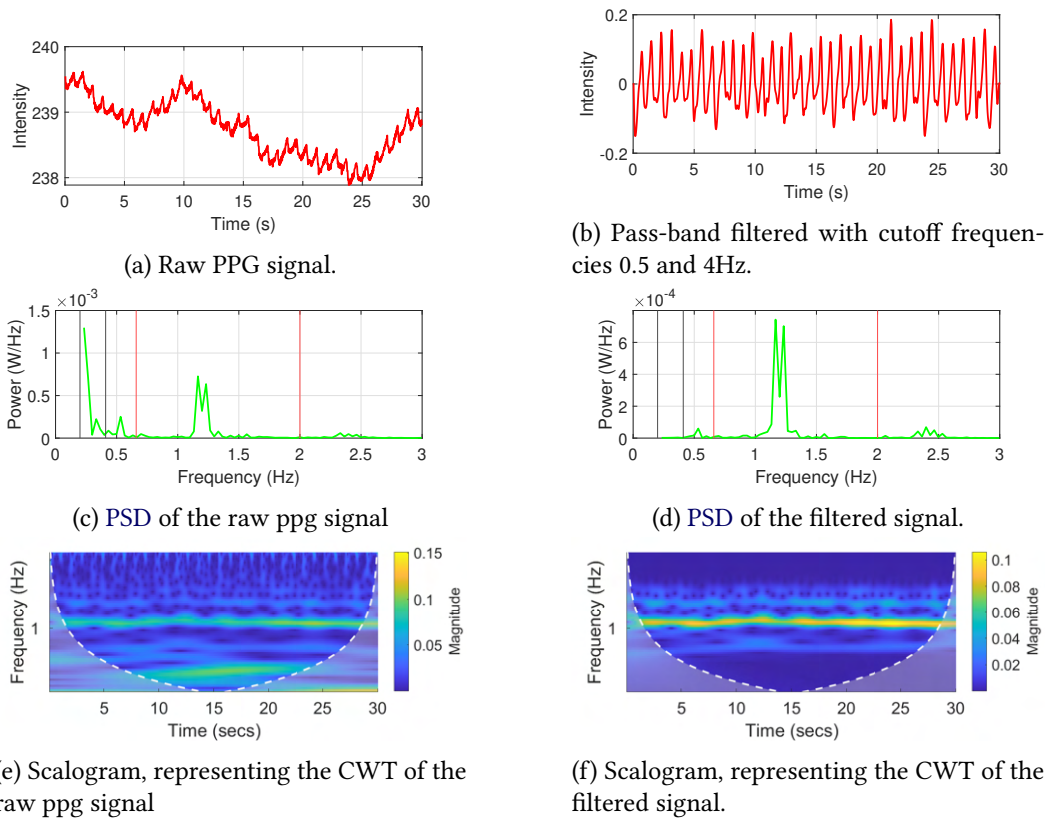 240
239
238
Intensity
0 5 10 15 20 25 30
Time (s)
(a) Raw PPG signal.
0.2
0.1
0
-0.2
Intensity
0 5 10 15 20 25 30
Time (s)
(b) Pass-band filtered with cutoff frequen-
cies 0.5 and 4Hz.
×10⁻³
1.5
1
0.5
0
Power (W/Hz)
0 0.5 1 1.5 2 2.5 3
Frequency (Hz)
(c) PSD of the raw ppg signal
×10⁻⁴
6
4
2
0
Power (W/Hz)
0 0.5 1 1.5 2 2.5 3
Frequency (Hz)
(d) PSD of the filtered signal.
Frequency (Hz)
1
5 10 15 20 25 30
Time (secs)
0.15
0.1
0.05
Magnitude
(e) Scalogram, representing the CWT of the
raw ppg signal
Frequency (Hz)
1
5 10 15 20 25 30
Time (secs)
0.1
0.08
0.06
0.04
0.02
Magnitude
(f) Scalogram, representing the CWT of the
filtered signal.